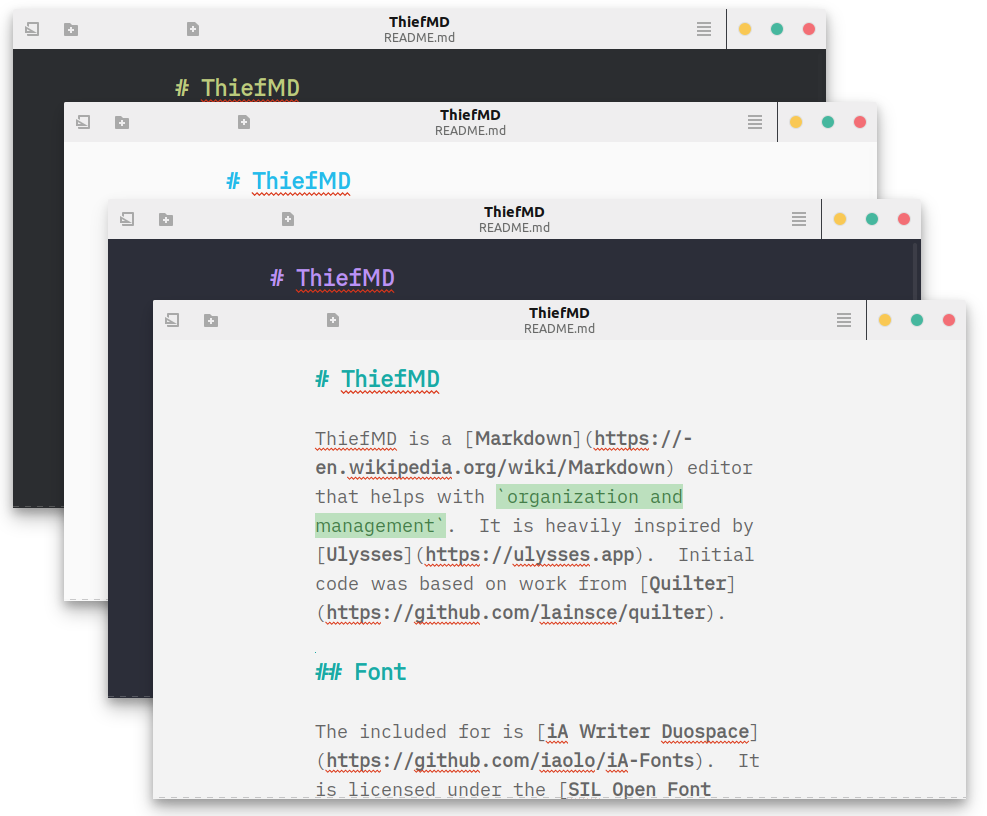 ThiefMD
README.md
# ThiefMD
ThiefMD
README.md
# ThiefMD
ThiefMD
README.md
# ThiefMD
ThiefMD
README.md
# ThiefMD
ThiefMD is a [Markdown](https://-
en.wikipedia.org/wiki/Markdown) editor
that helps with `organization and
management`.  It is heavily inspired by
[Ulysses](https://ulysses.app).  Initial
code was based on work from [Quilter]
(https://github.com/lainsce/quilter).
## Font
The included for is [iA Writer Duospace]
(https://github.com/iaolo/iA-Fonts).  It
is licensed under the [SIL Open Font